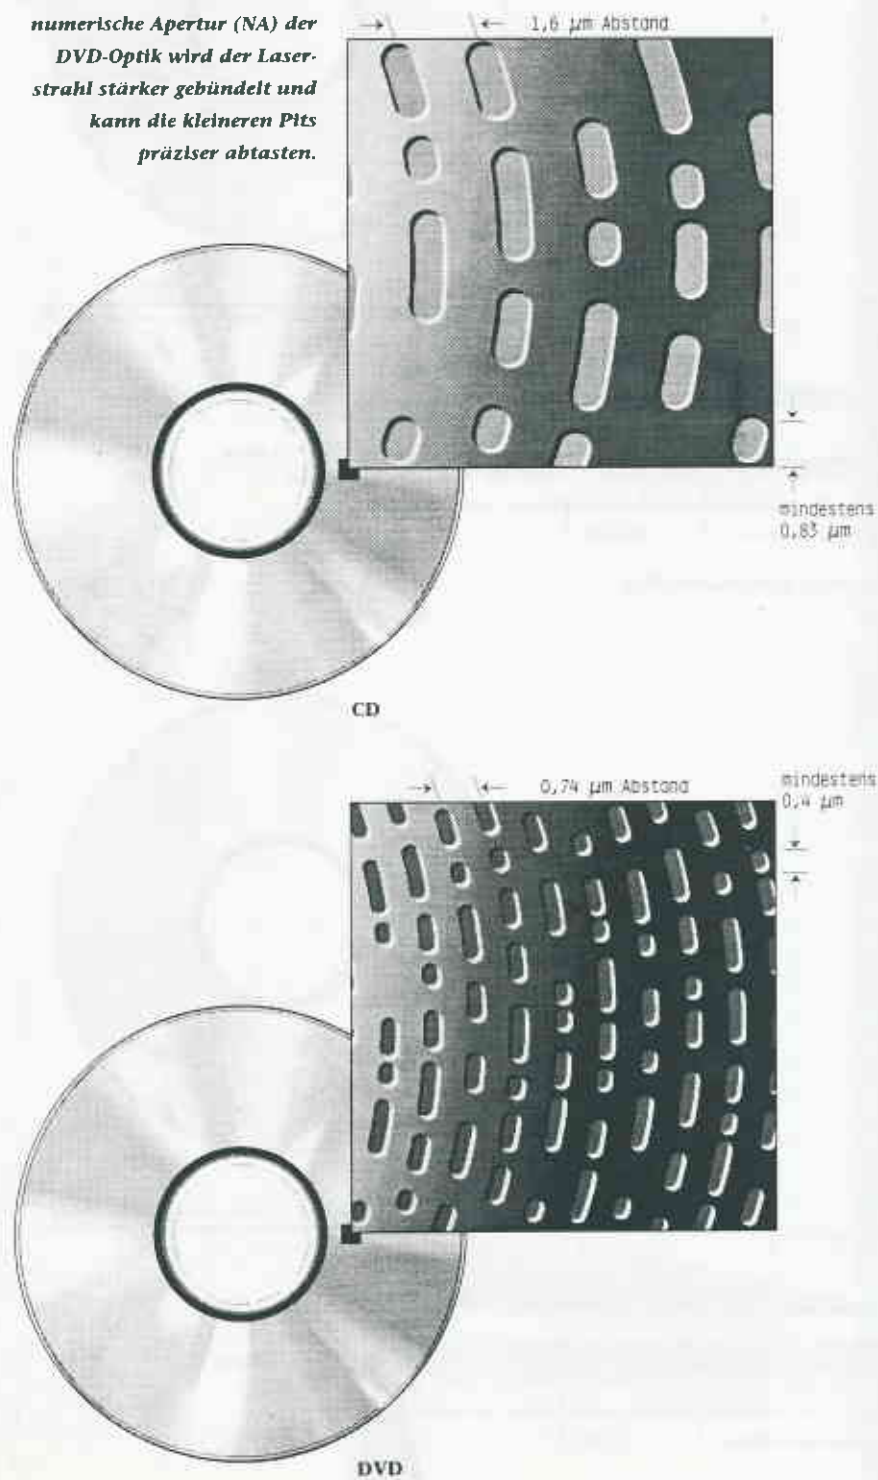 numerische Apertur (NA) der
DVD-Optik wird der Laser-
strahl stärker gebündelt und
kann die kleineren Pits
präziser abtasten.
1,6 µm Abstand
mindestens
0,83 µm
CD
0,74 µm Abstand
mindestens
0,4 µm
DVD